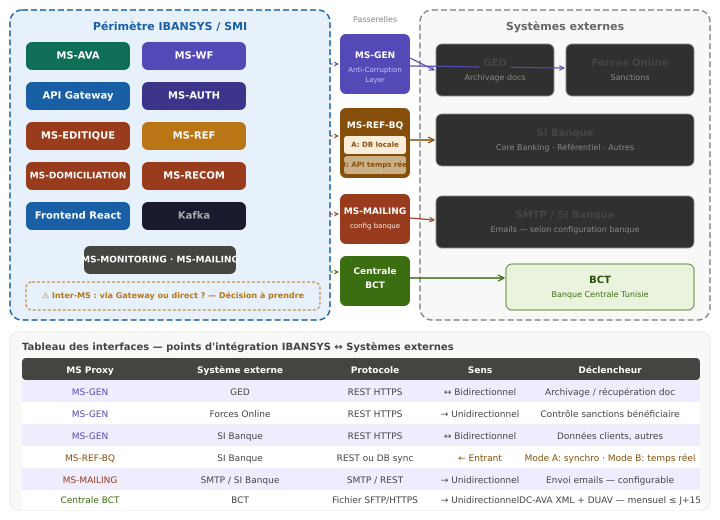 Périmètre IBANSYS / SMI
MS-AVA
MS-WF
API Gateway
MS-AUTH
MS-EDITIQUE
MS-REF
MS-DOMICILIATION
MS-RECOM
Frontend React
Kafka
MS-MONITORING · MS-MAILING
⚠ Inter-MS : via Gateway ou direct ? — Décision à prendre
Passerelles
MS-GEN
Anti-Corruption
Layer
MS-REF-BQ
A: DB locale
B: API temps réel
MS-MAILING
config banque
Centrale
BCT
Systèmes externes
GED
Archivage docs
Forces Online
Sanctions
SI Banque
Core Banking · Référentiel · Autres
SMTP / SI Banque
Emails — selon configuration banque
BCT
Banque Centrale Tunisie
Tableau des interfaces — points d'intégration IBANSYS ↔ Systèmes externes
MS Proxy Système externe Protocole Sens Déclencheur
MS-GEN GED REST HTTPS ↔ Bidirectionnel Archivage / récupération doc
MS-GEN Forces Online REST HTTPS → Unidirectionnel Contrôle sanctions bénéficiaire
MS-GEN SI Banque REST HTTPS ↔ Bidirectionnel Données clients, autres
MS-REF-BQ SI Banque REST ou DB sync ← Entrant Mode A: synchro · Mode B: temps réel
MS-MAILING SMTP / SI Banque SMTP / REST → Unidirectionnel Envoi emails — configurable
Centrale BCT BCT Fichier SFTP/HTTPS → Unidirectionnel DC-AVA XML + DUAV — mensuel ≤ J+15